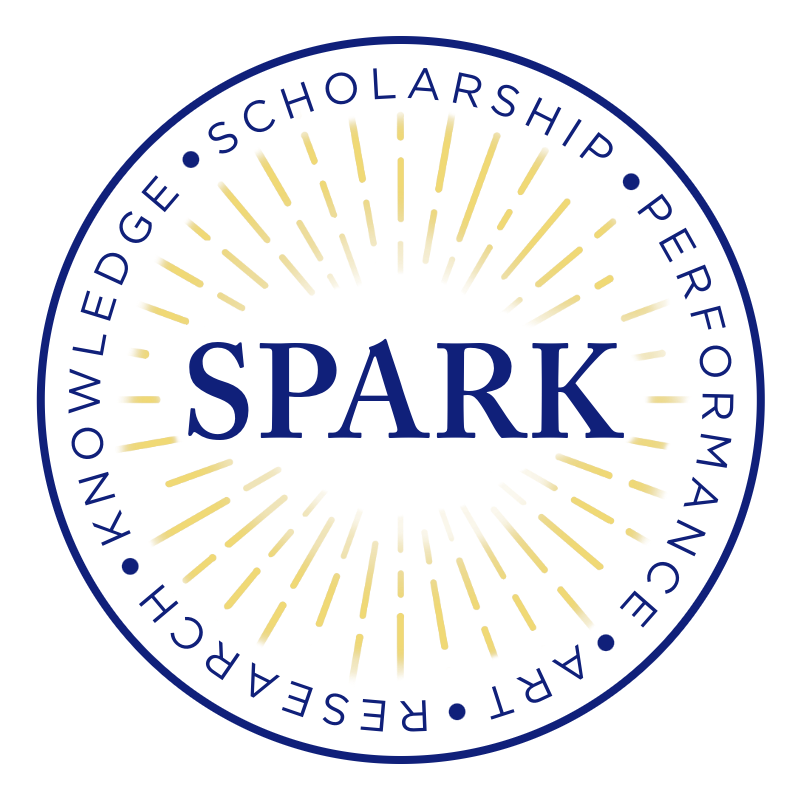 SCHOLARSHIP • PERFORMANCE • ART • RESEARCH • KNOWLEDGE •
SPARK